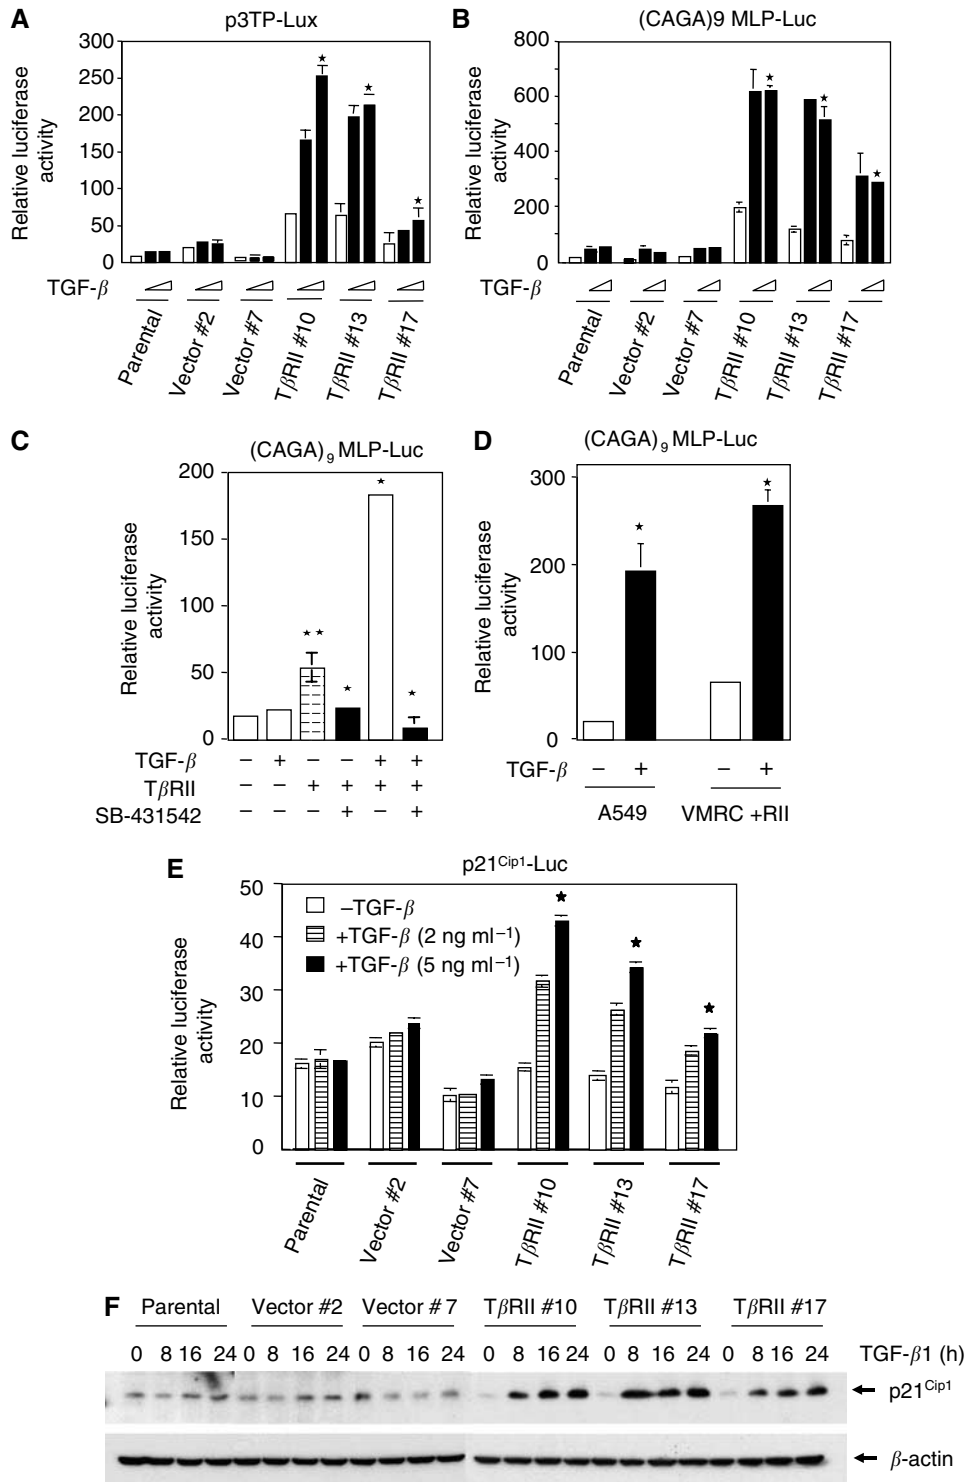 A
p3TP-Lux
Relative luciferase
activity
300
250
200
150
100
50
0
TGF-β
Parental
Vector #2
Vector #7
TβRII #10
TβRII #13
TβRII #17
B
(CAGA)9 MLP-Luc
Relative luciferase
activity
800
600
400
200
0
TGF-β
Parental
Vector #2
Vector #7
TβRII #10
TβRII #13
TβRII #17
C
(CAGA)9 MLP-Luc
Relative luciferase
activity
200
150
100
50
0
TGF-β – + – – + +
TβRII – – + + + +
SB-431542 – – – + – +
D
(CAGA)9 MLP-Luc
Relative luciferase
activity
300
200
100
0
TGF-β – + – +
A549 VMRC +RII
E
p21Cip1-Luc
Relative luciferase
activity
50
40
30
20
10
0
–TGF-β
+TGF-β (2 ng ml–1)
+TGF-β (5 ng ml–1)
Parental
Vector #2
Vector #7
TβRII #10
TβRII #13
TβRII #17
F
Parental Vector #2 Vector #7 TβRII #10 TβRII #13 TβRII #17
0 8 16 24 0 8 16 24 0 8 16 24 0 8 16 24 0 8 16 24 0 8 16 24 TGF-β1 (h)
p21Cip1
β-actin